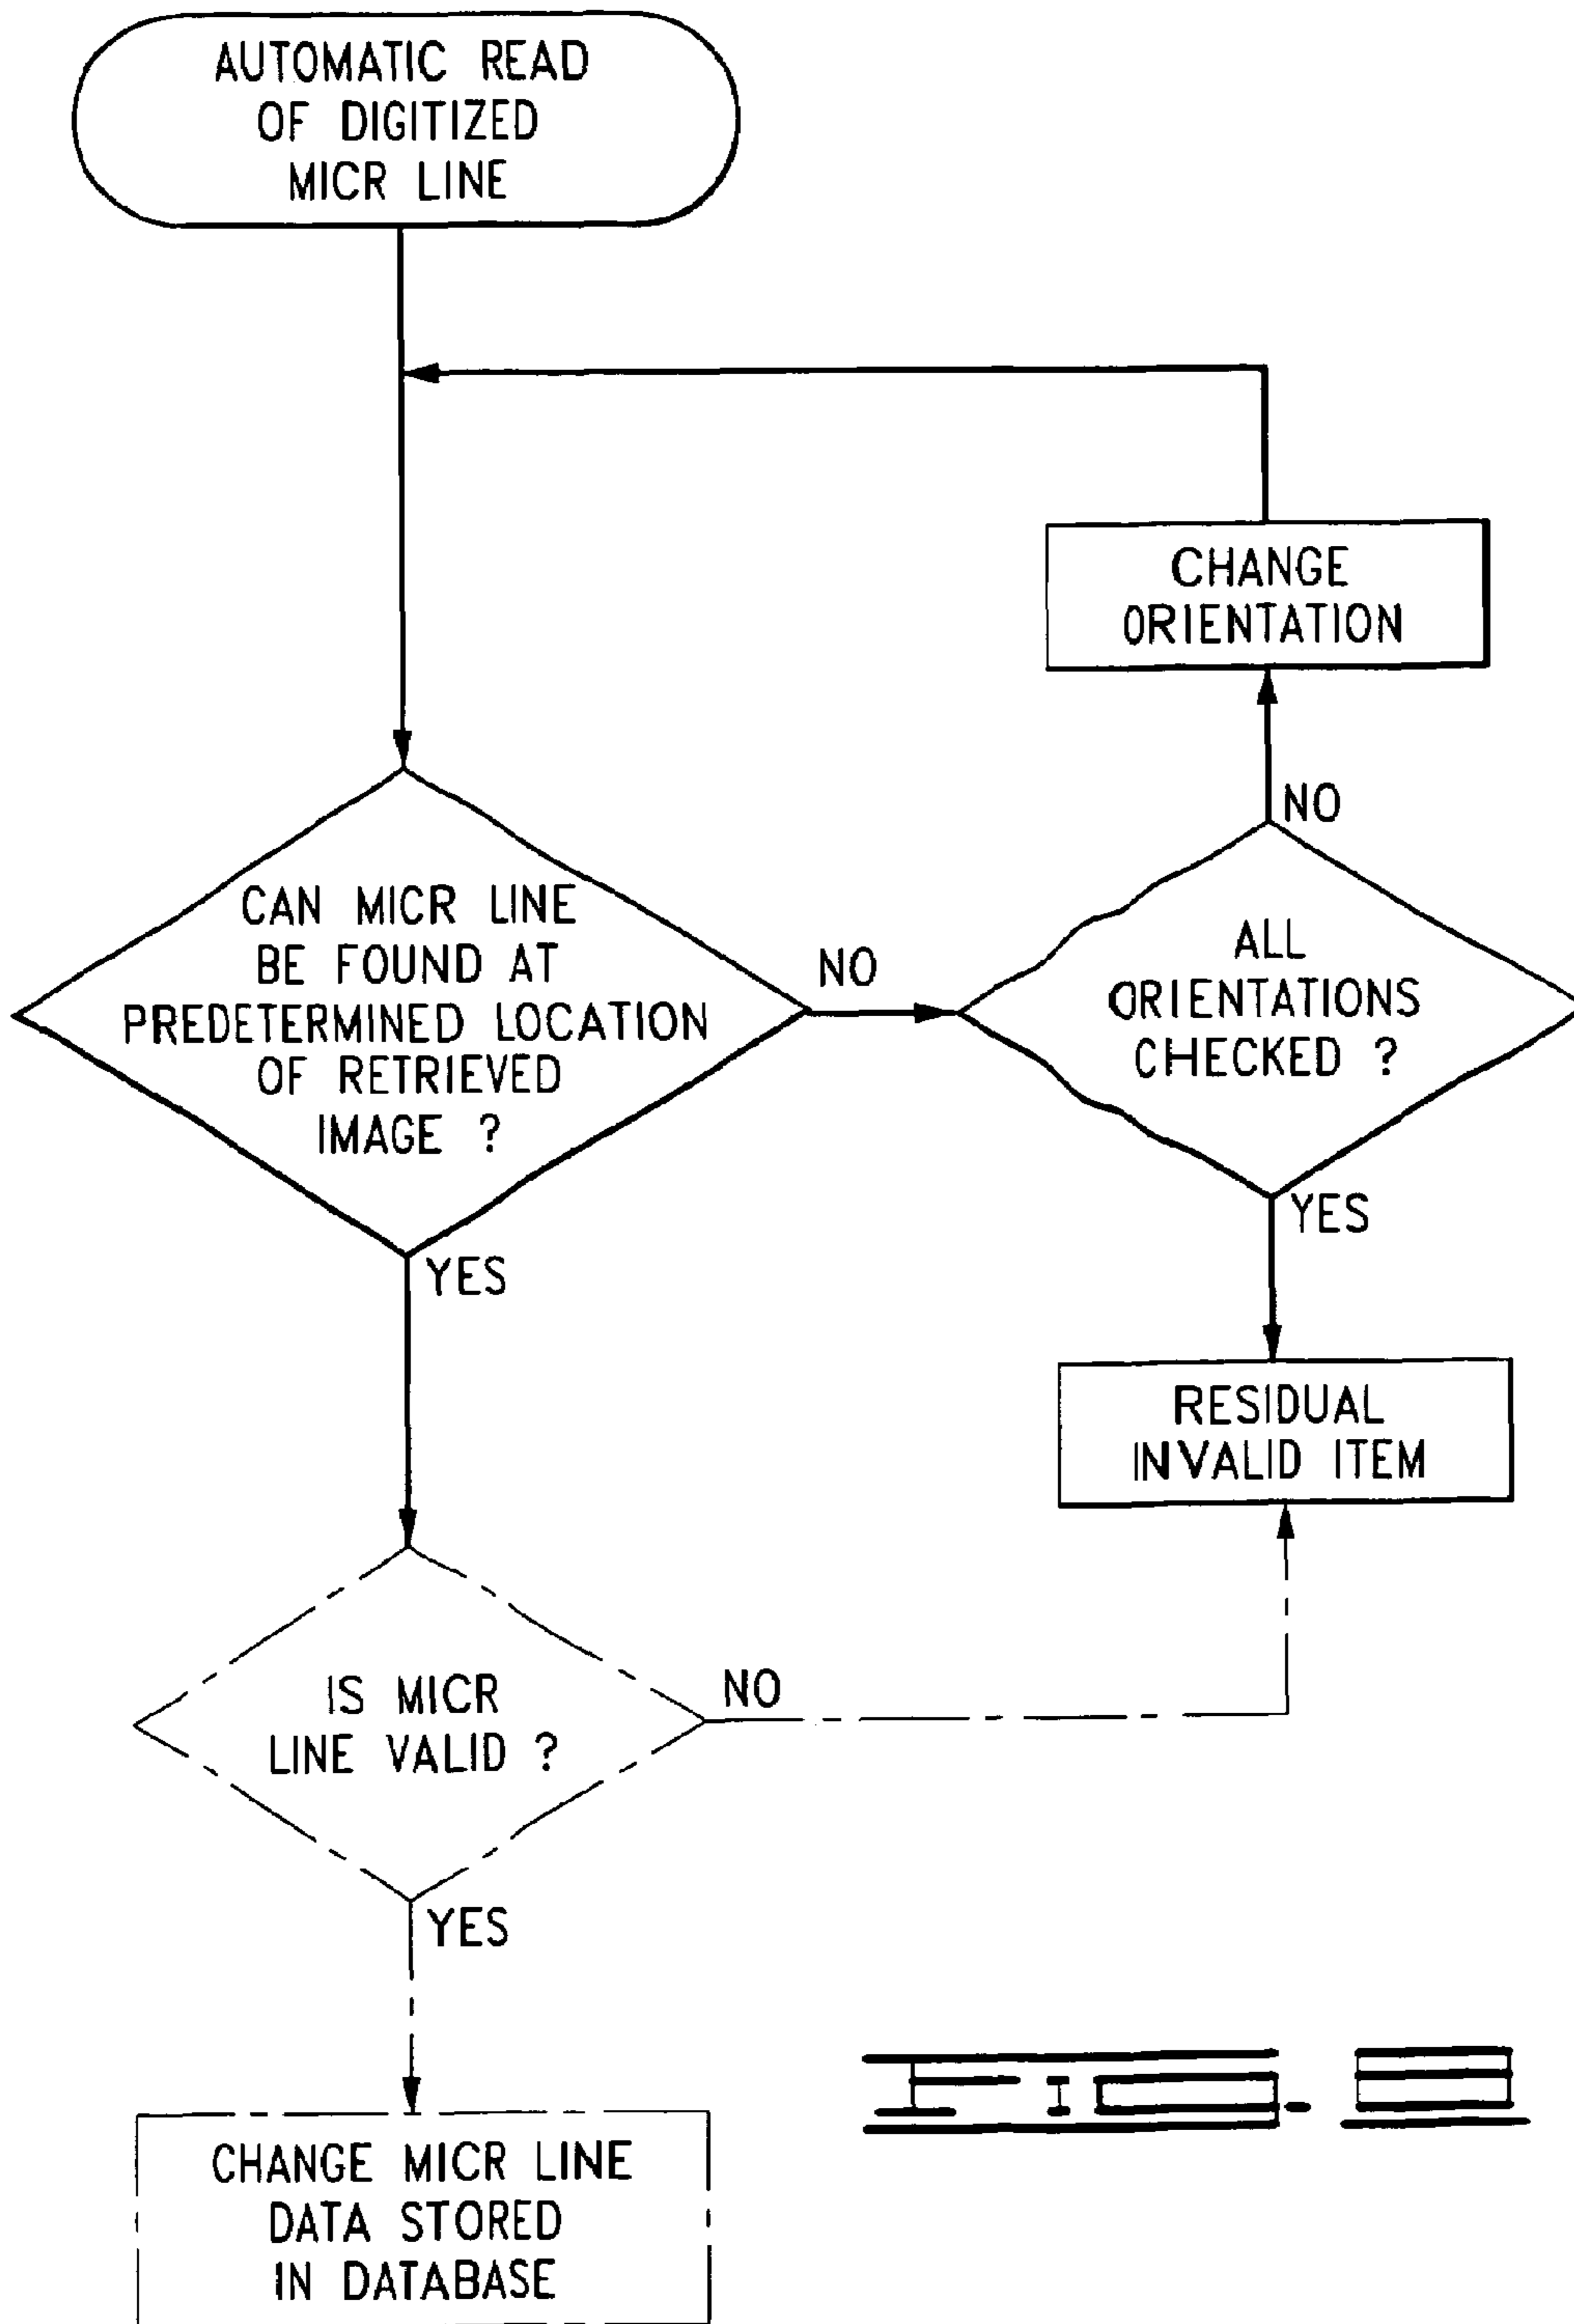 AUTOMATIC READ
OF DIGITIZED
MICR LINE
CHANGE
ORIENTATION
NO
CAN MICR LINE
BE FOUND AT
PREDETERMINED LOCATION
OF RETRIEVED
IMAGE ?
NO
ALL
ORIENTATIONS
CHECKED ?
YES
YES
RESIDUAL
INVALID ITEM
IS MICR
LINE VALID ?
NO
YES
CHANGE MICR LINE
DATA STORED
IN DATABASE